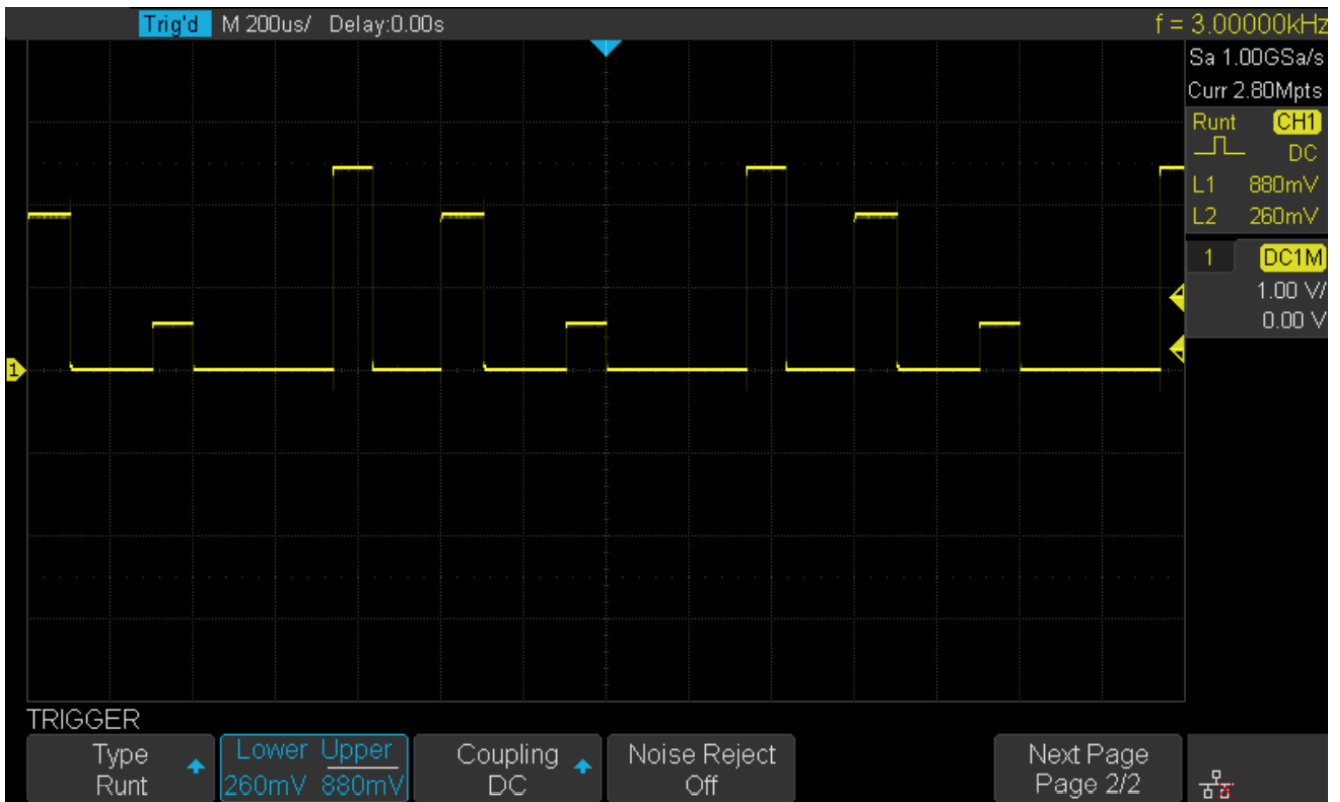 Trig'd M 200us/ Delay:0.00s f = 3.00000kHz
Sa 1.00GSa/s
Curr 2.80Mpts
Runt CH1
DC
L1 880mV
L2 260mV
1 DC1M
1.00 V/
0.00 V
1
TRIGGER
Type
Runt
Lower Upper
260mV 880mV
Coupling
DC
Noise Reject
Off
Next Page
Page 2/2